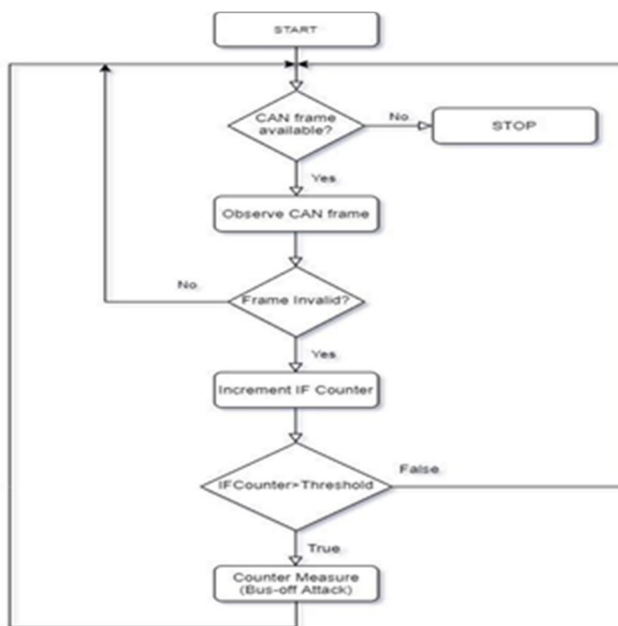 START
CAN frame
available?
No.
STOP
Yes.
Observe CAN frame
No.
Frame Invalid?
Yes.
Increment IF Counter
IFCounter>Threshold
False.
True.
Counter Measure
(Bus-off Attack)